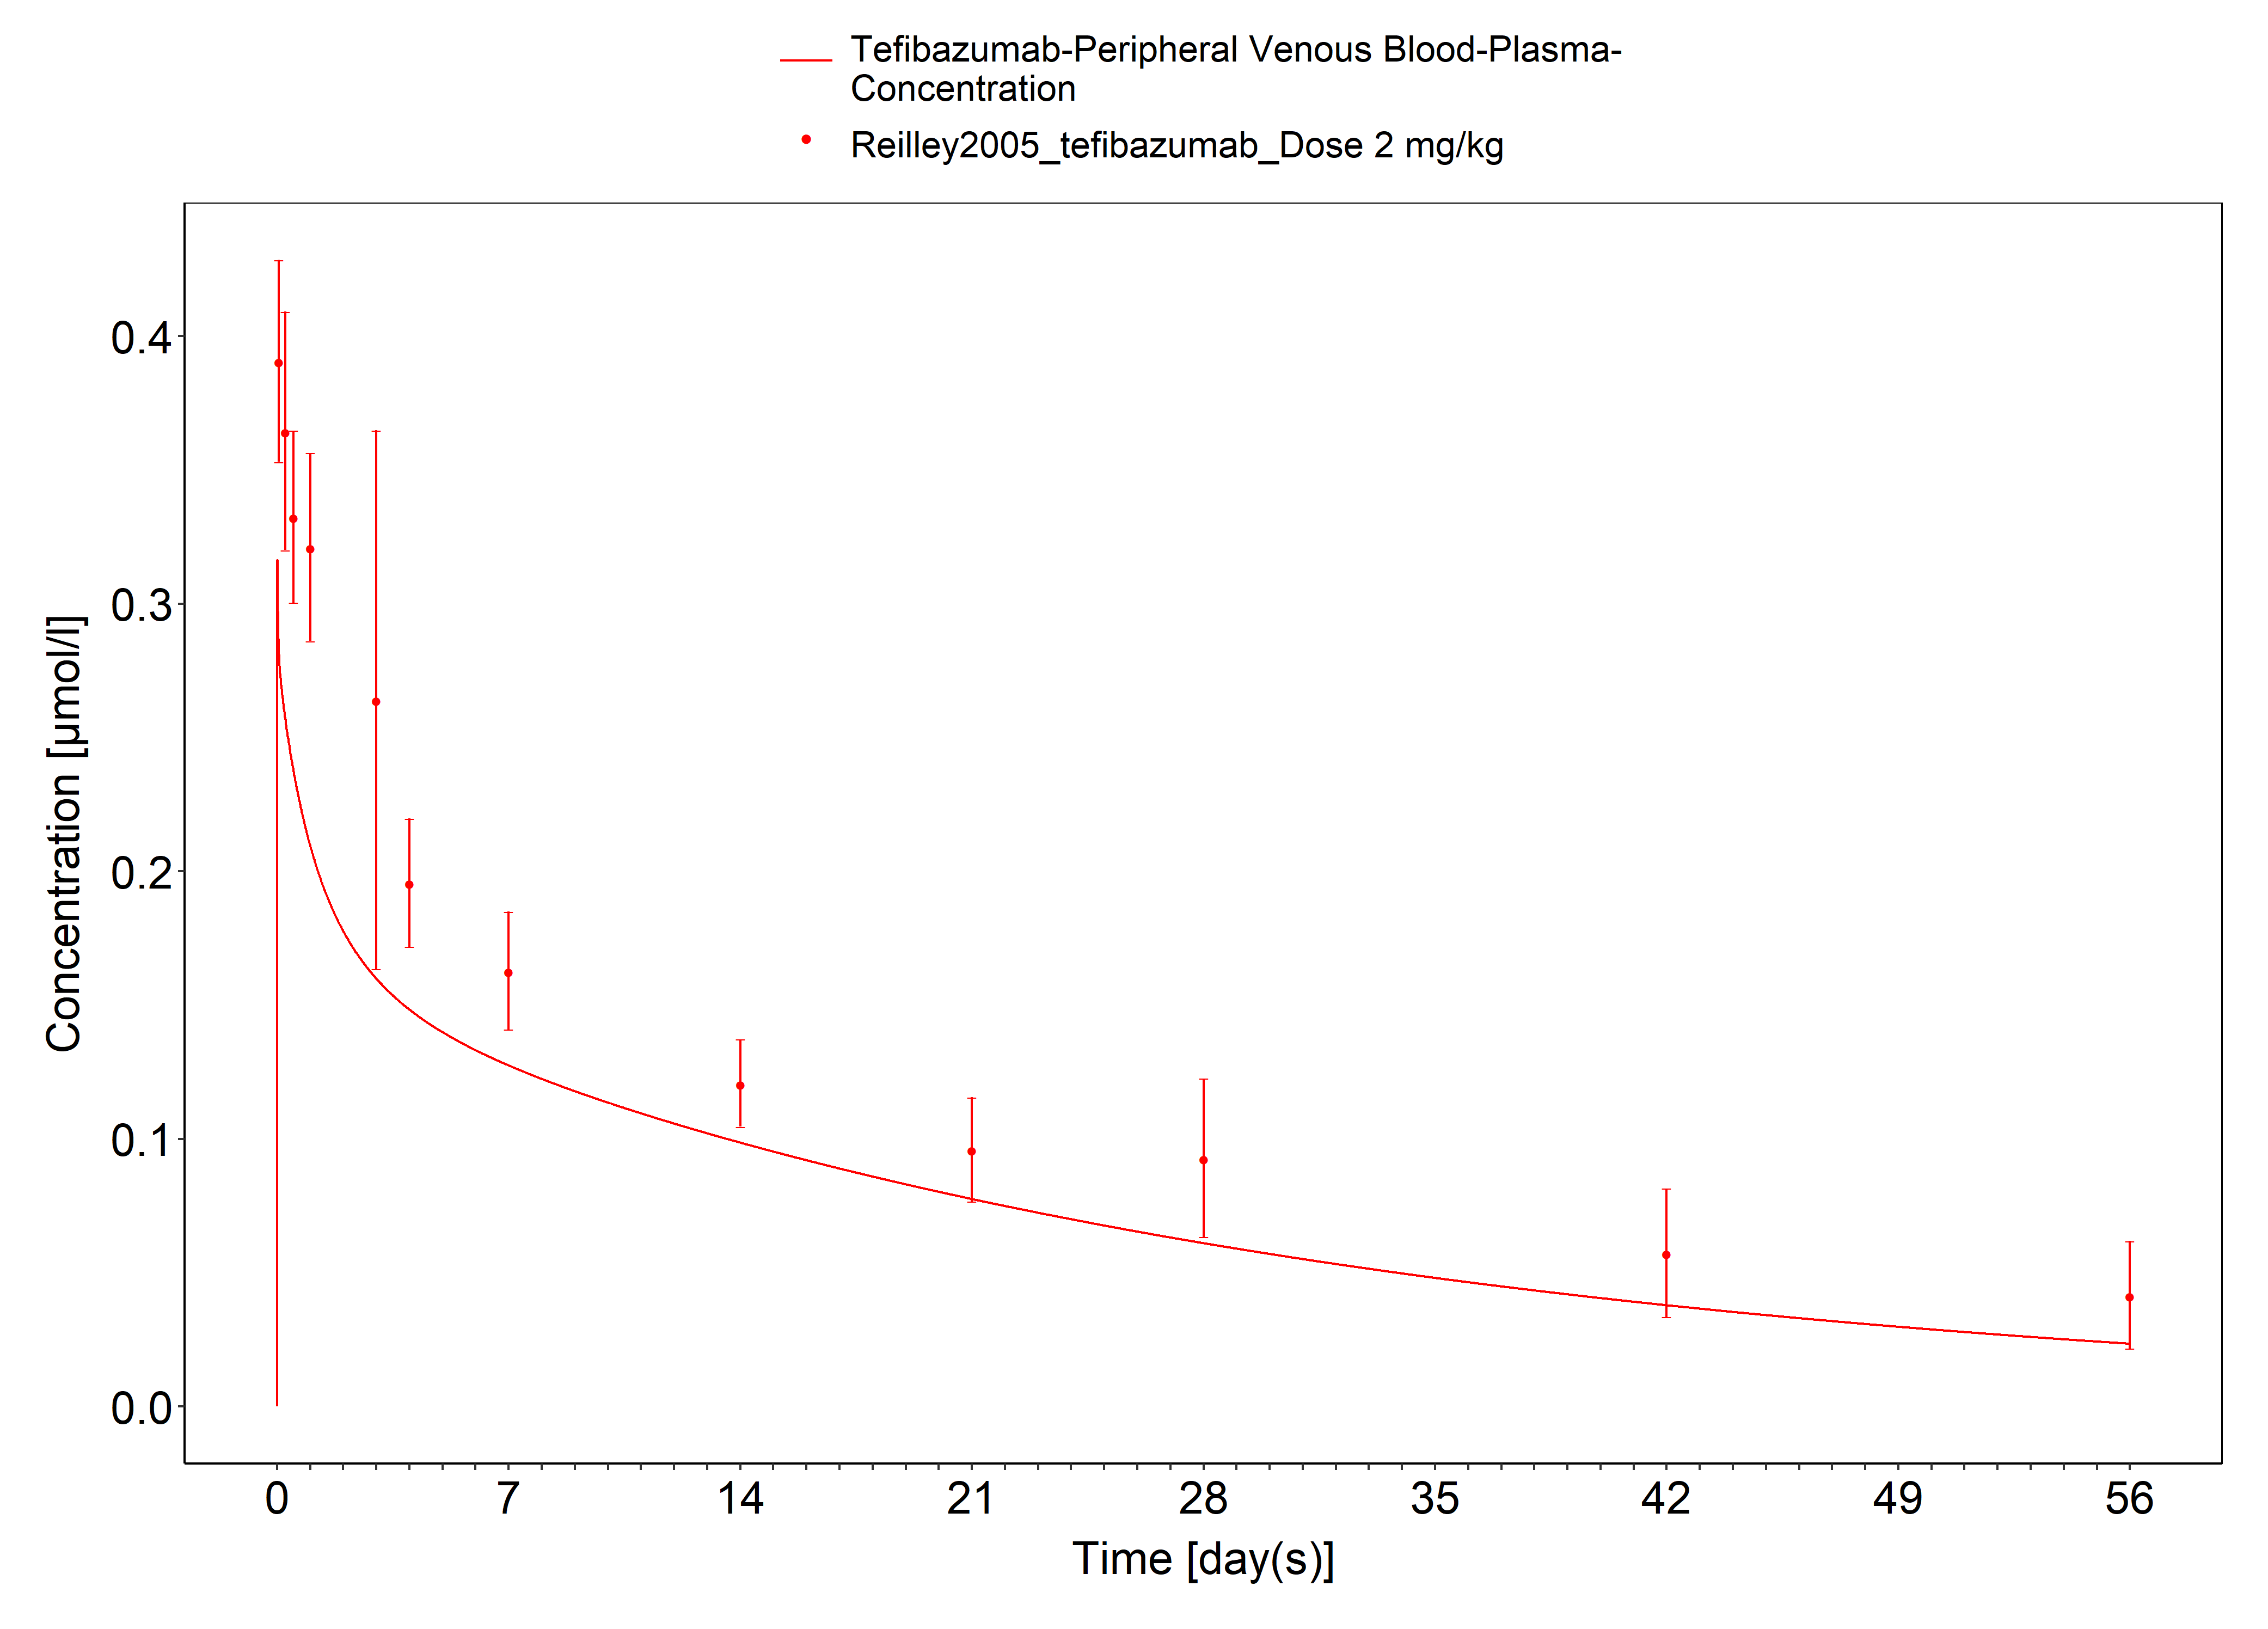 Tefibazumab-Peripheral Venous Blood-Plasma-
Concentration
Reilley2005_tefibazumab_Dose 2 mg/kg
Concentration [µmol/l]
0.4
0.3
0.2
0.1
0.0
0 7 14 21 28 35 42 49 56
Time [day(s)]